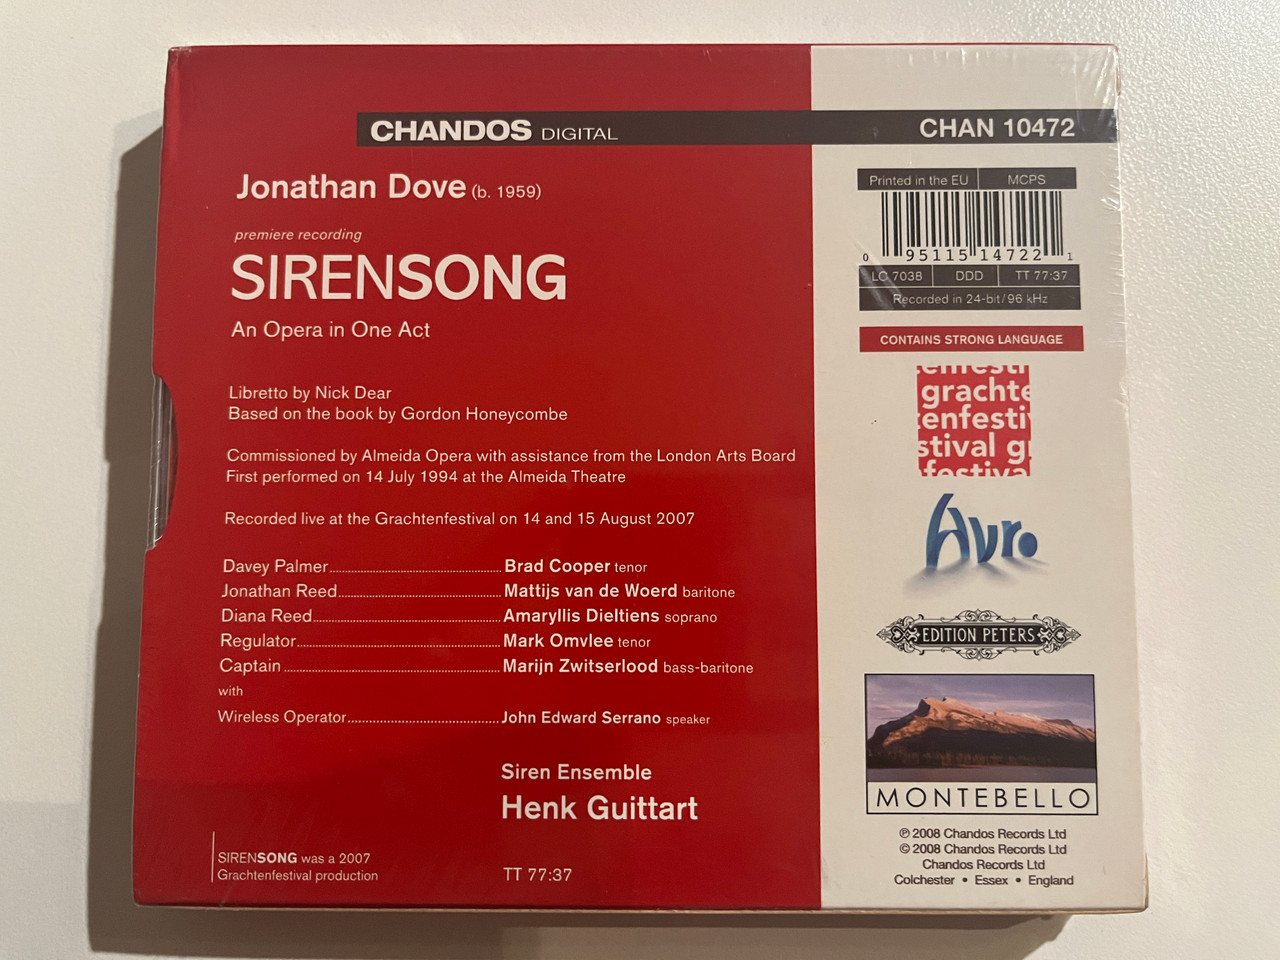 CHANDOS DIGITAL
CHAN 10472
Jonathan Dove (b. 1959)
premiere recording
SIRENSONG
An Opera in One Act
Libretto by Nick Dear
Based on the book by Gordon Honeycombe
Commissioned by Almeida Opera with assistance from the London Arts Board
First performed on 14 July 1994 at the Almeida Theatre
Recorded live at the Grachtenfestival on 14 and 15 August 2007
Davey Palmer Brad Cooper tenor
Jonathan Reed Mattijs van de Woerd baritone
Diana Reed Amaryllis Dieltiens soprano
Regulator Mark Omvlee tenor
Captain Marijn Zwitserlood bass-baritone
with
Wireless Operator John Edward Serrano speaker
Siren Ensemble
Henk Guittart
SIRENSONG was a 2007
Grachtenfestival production
TT 77:37
Printed in the EU MCPS
0 95115 14722 1
LC 7038 DDD TT 77:37
Recorded in 24-bit/96 kHz
CONTAINS STRONG LANGUAGE
enfesti
grachte
enfesti
stival g
festival
Avro
EDITION PETERS
MONTEBELLO
℗ 2008 Chandos Records Ltd
© 2008 Chandos Records Ltd
Chandos Records Ltd
Colchester • Essex • England